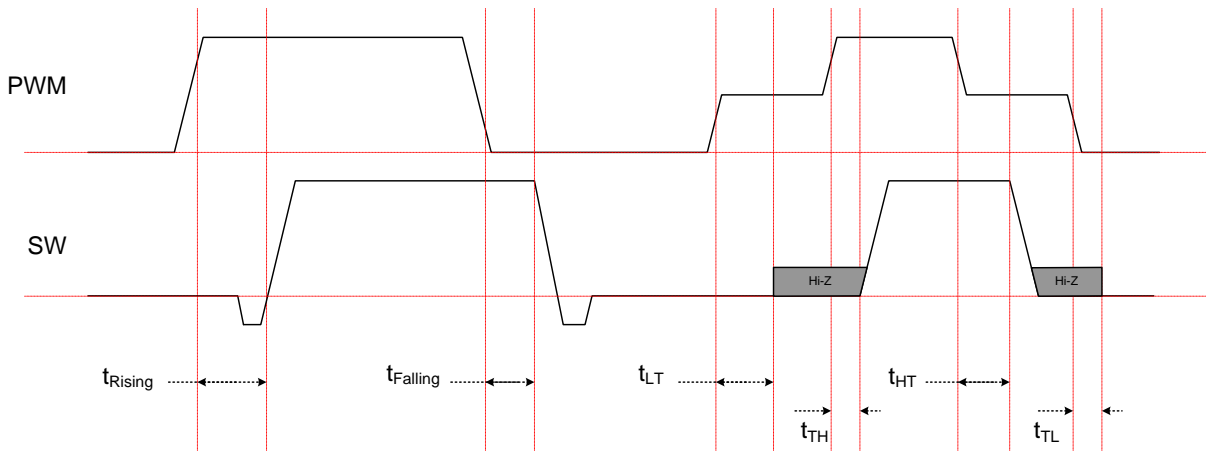 PWM
SW
Hi-Z
Hi-Z
tRising
tFalling
tLT
tHT
tTH
tTL